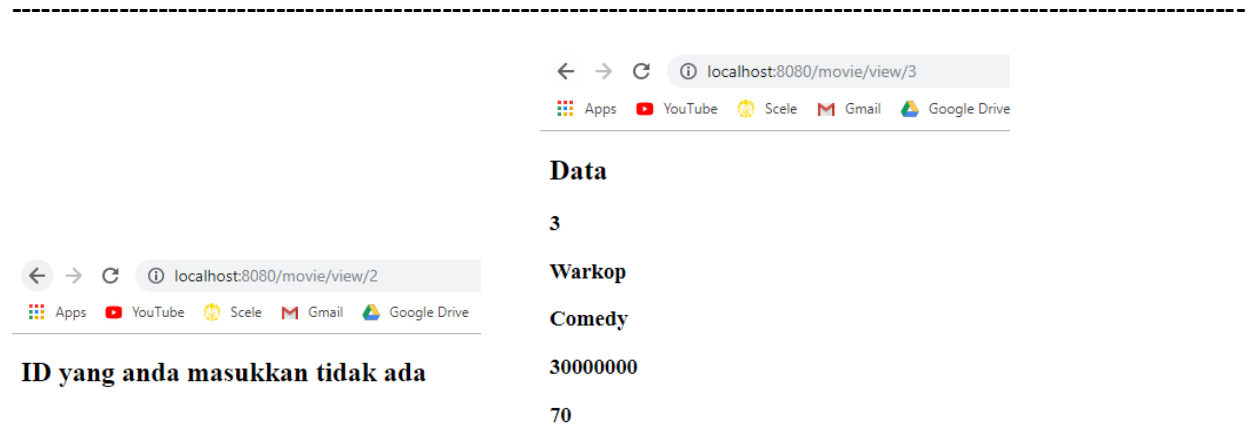 localhost:8080/movie/view/2
Apps YouTube Scele Gmail Google Drive
ID yang anda masukkan tidak ada
localhost:8080/movie/view/3
Apps YouTube Scele Gmail Google Drive
Data
3
Warkop
Comedy
30000000
70